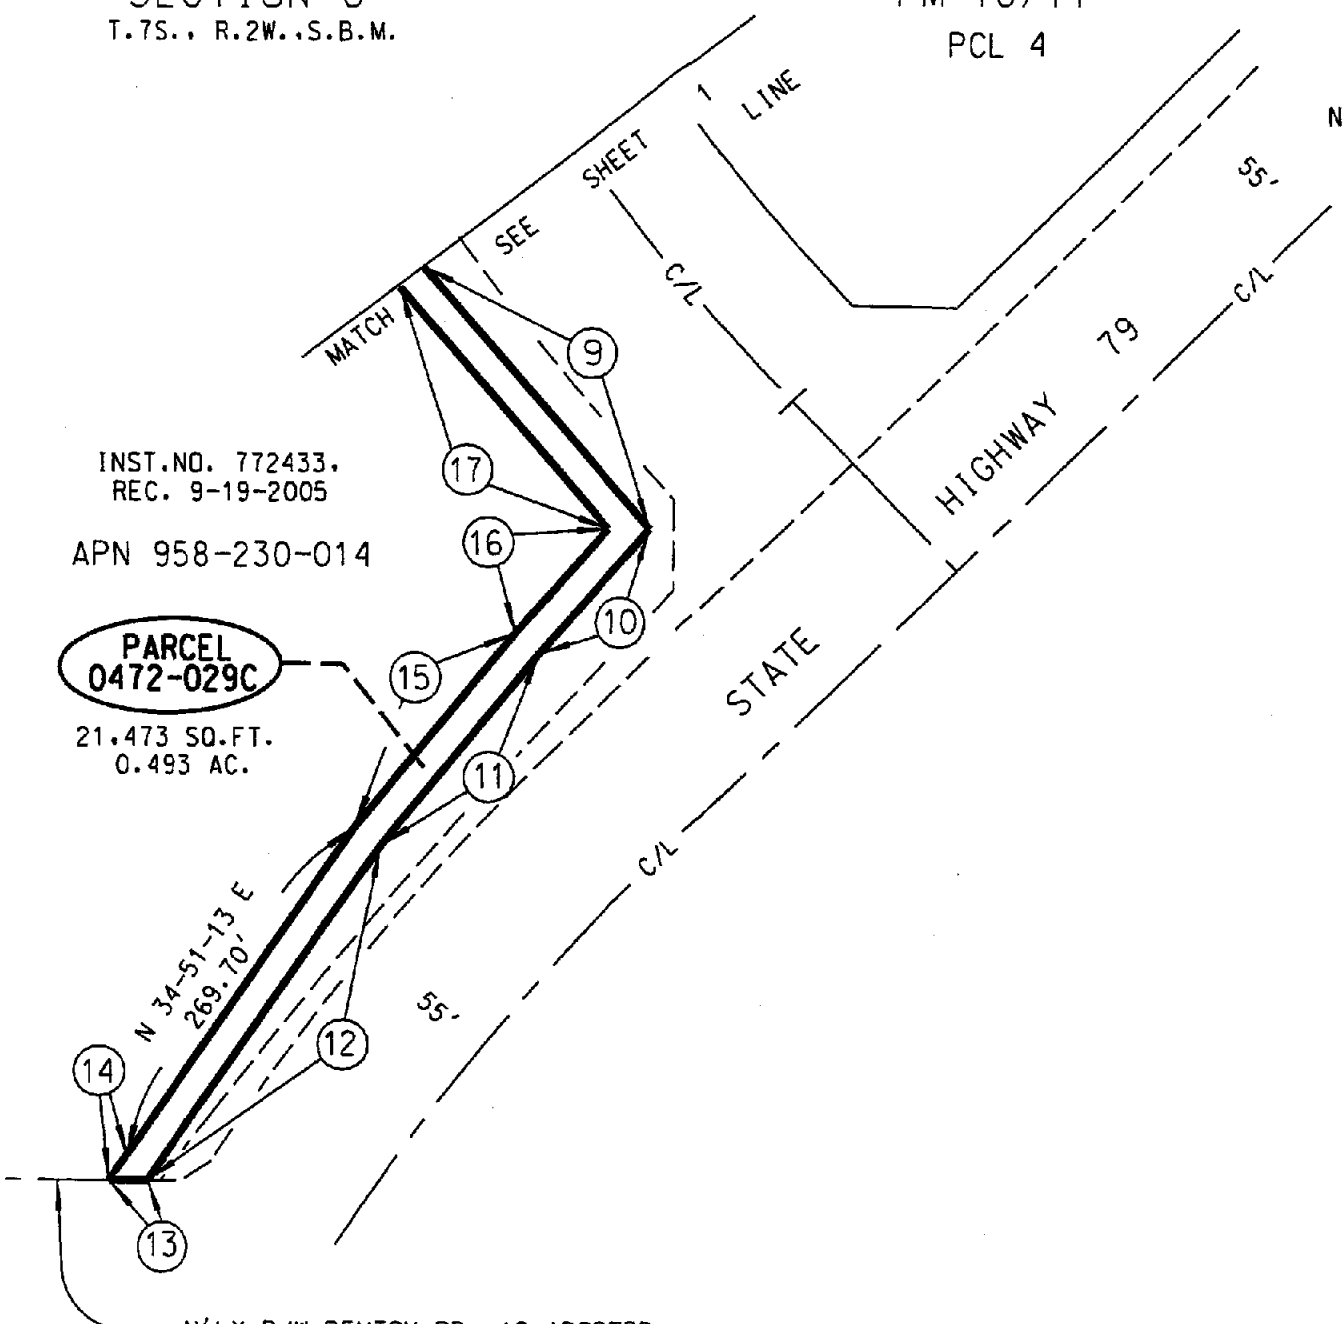 T.7S., R.2W.,S.B.M.
PCL 4
MATCH SEE SHEET 1 LINE
N
55'
C/L
C/L
STATE HIGHWAY 79
INST.NO. 772433,
REC. 9-19-2005
APN 958-230-014
PARCEL
0472-029C
21,473 SQ.FT.
0.493 AC.
9
17
16
10
15
11
C/L
N 34-51-13 E
269.70'
55'
12
14
13